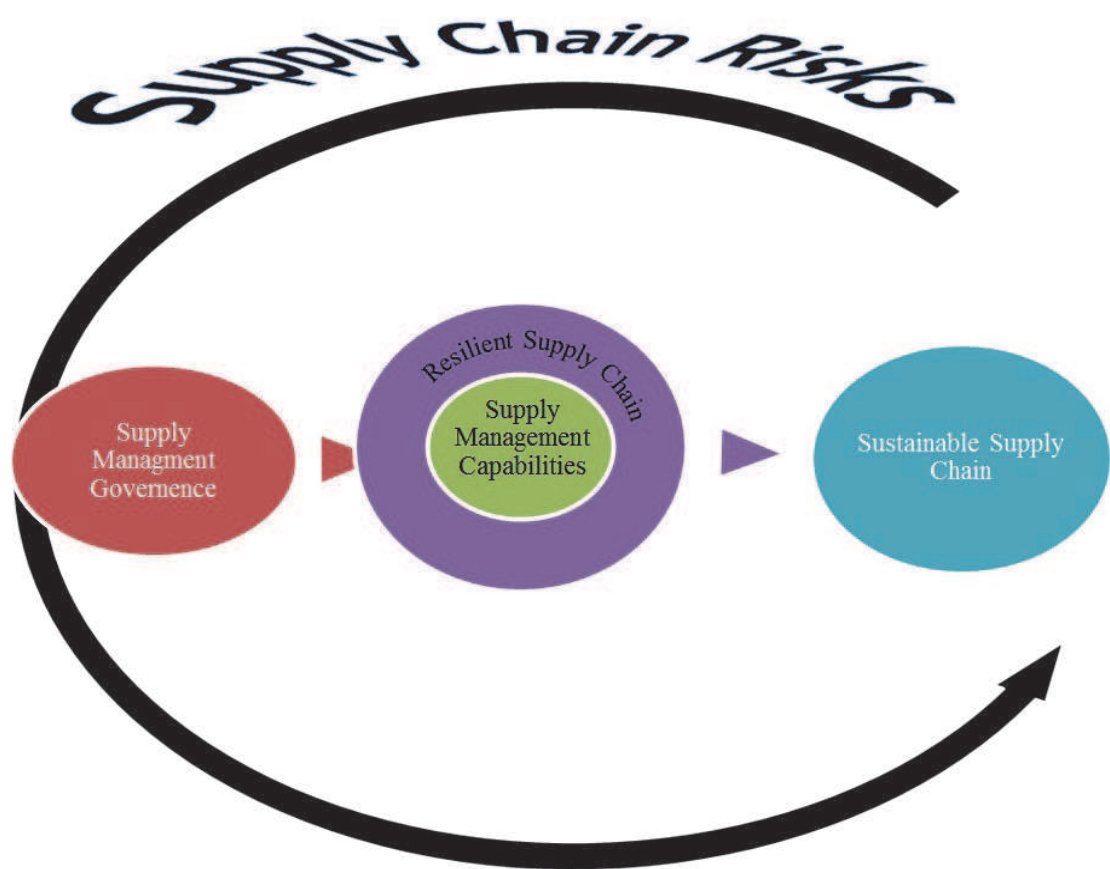 Supply Chain Risks
Supply
Managment
Governence
Resilient Supply Chain
Supply
Management
Capabilities
Sustainable Supply
Chain